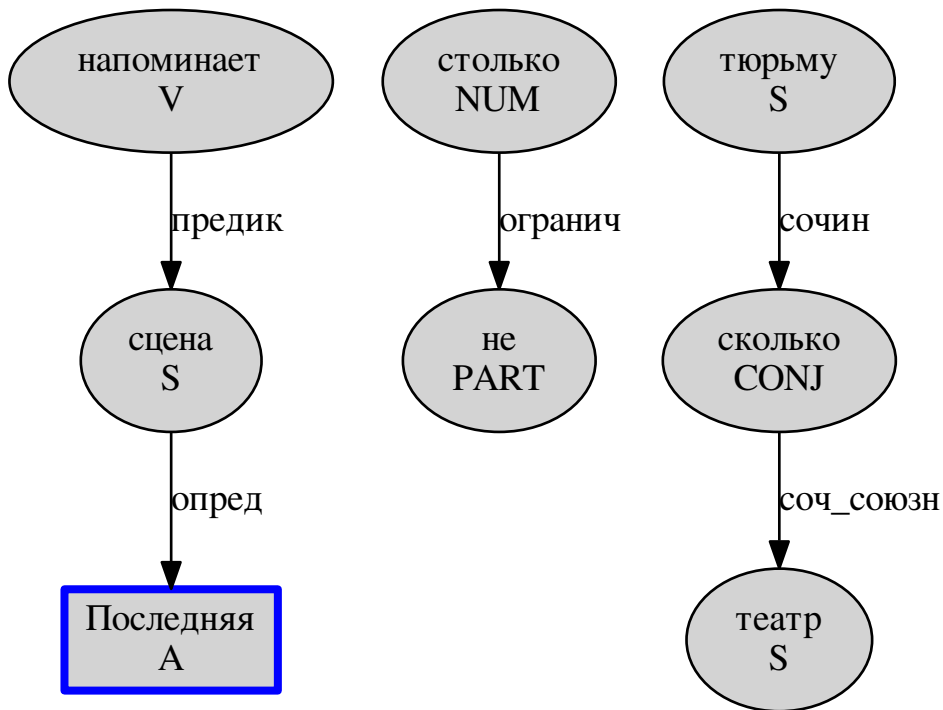 напоминает
V
столько
NUM
тюрьму
S
предик
огранич
сочин
сцена
S
не
PART
сколько
CONJ
опред
соч_союзн
Последняя
A
театр
S